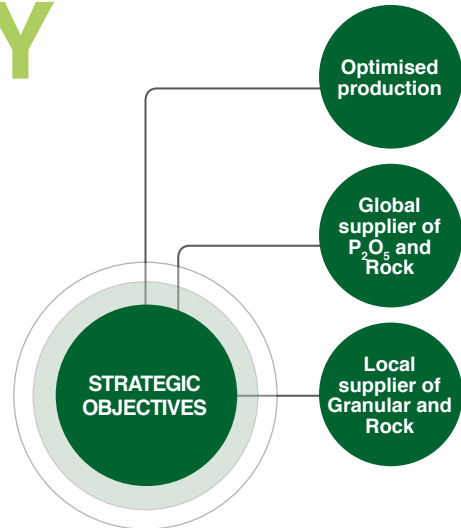 Y
Optimised
production
Global
supplier of
P₂O₅ and
Rock
Local
supplier of
Granular and
Rock
STRATEGIC
OBJECTIVES